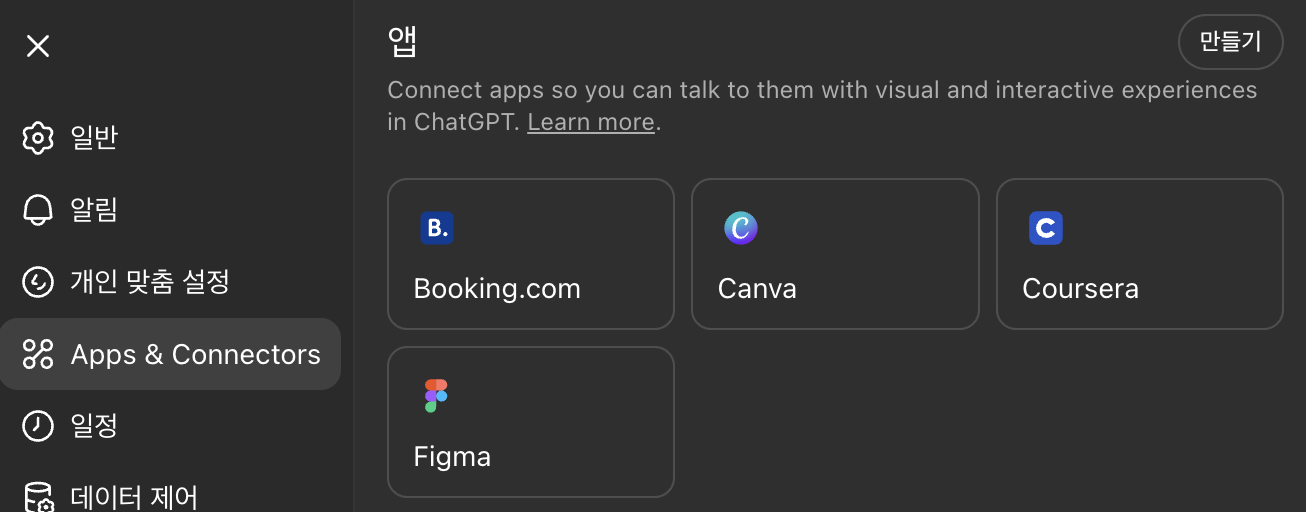 앱
만들기
Connect apps so you can talk to them with visual and interactive experiences
in ChatGPT. Learn more.
일반
알림
개인 맞춤 설정
Apps & Connectors
일정
데이터 제어
B.
Booking.com
C
Canva
C
Coursera
Figma